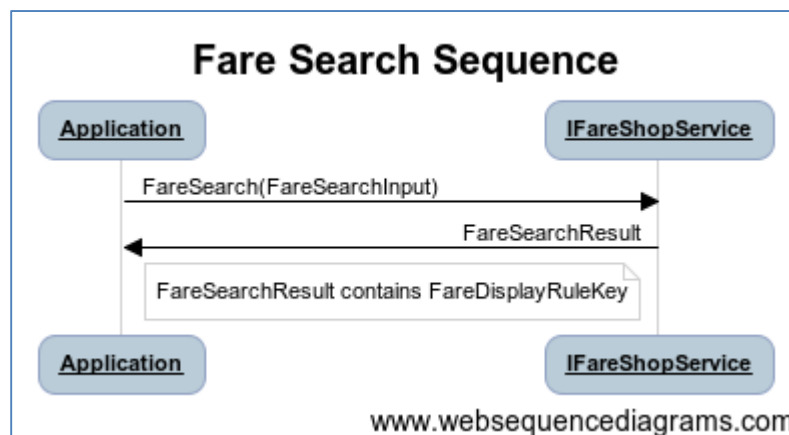 Fare Search Sequence
Application
IFareShopService
FareSearch(FareSearchInput)
FareSearchResult
FareSearchResult contains FareDisplayRuleKey
Application
IFareShopService
www.websequencediagrams.com